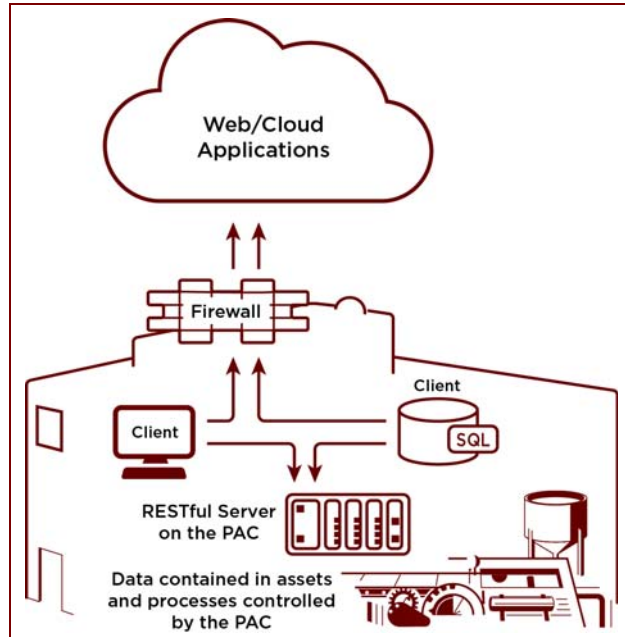 Web/Cloud
Applications
Firewall
Client
Client
SQL
RESTful Server
on the PAC
Data contained in assets
and processes controlled
by the PAC